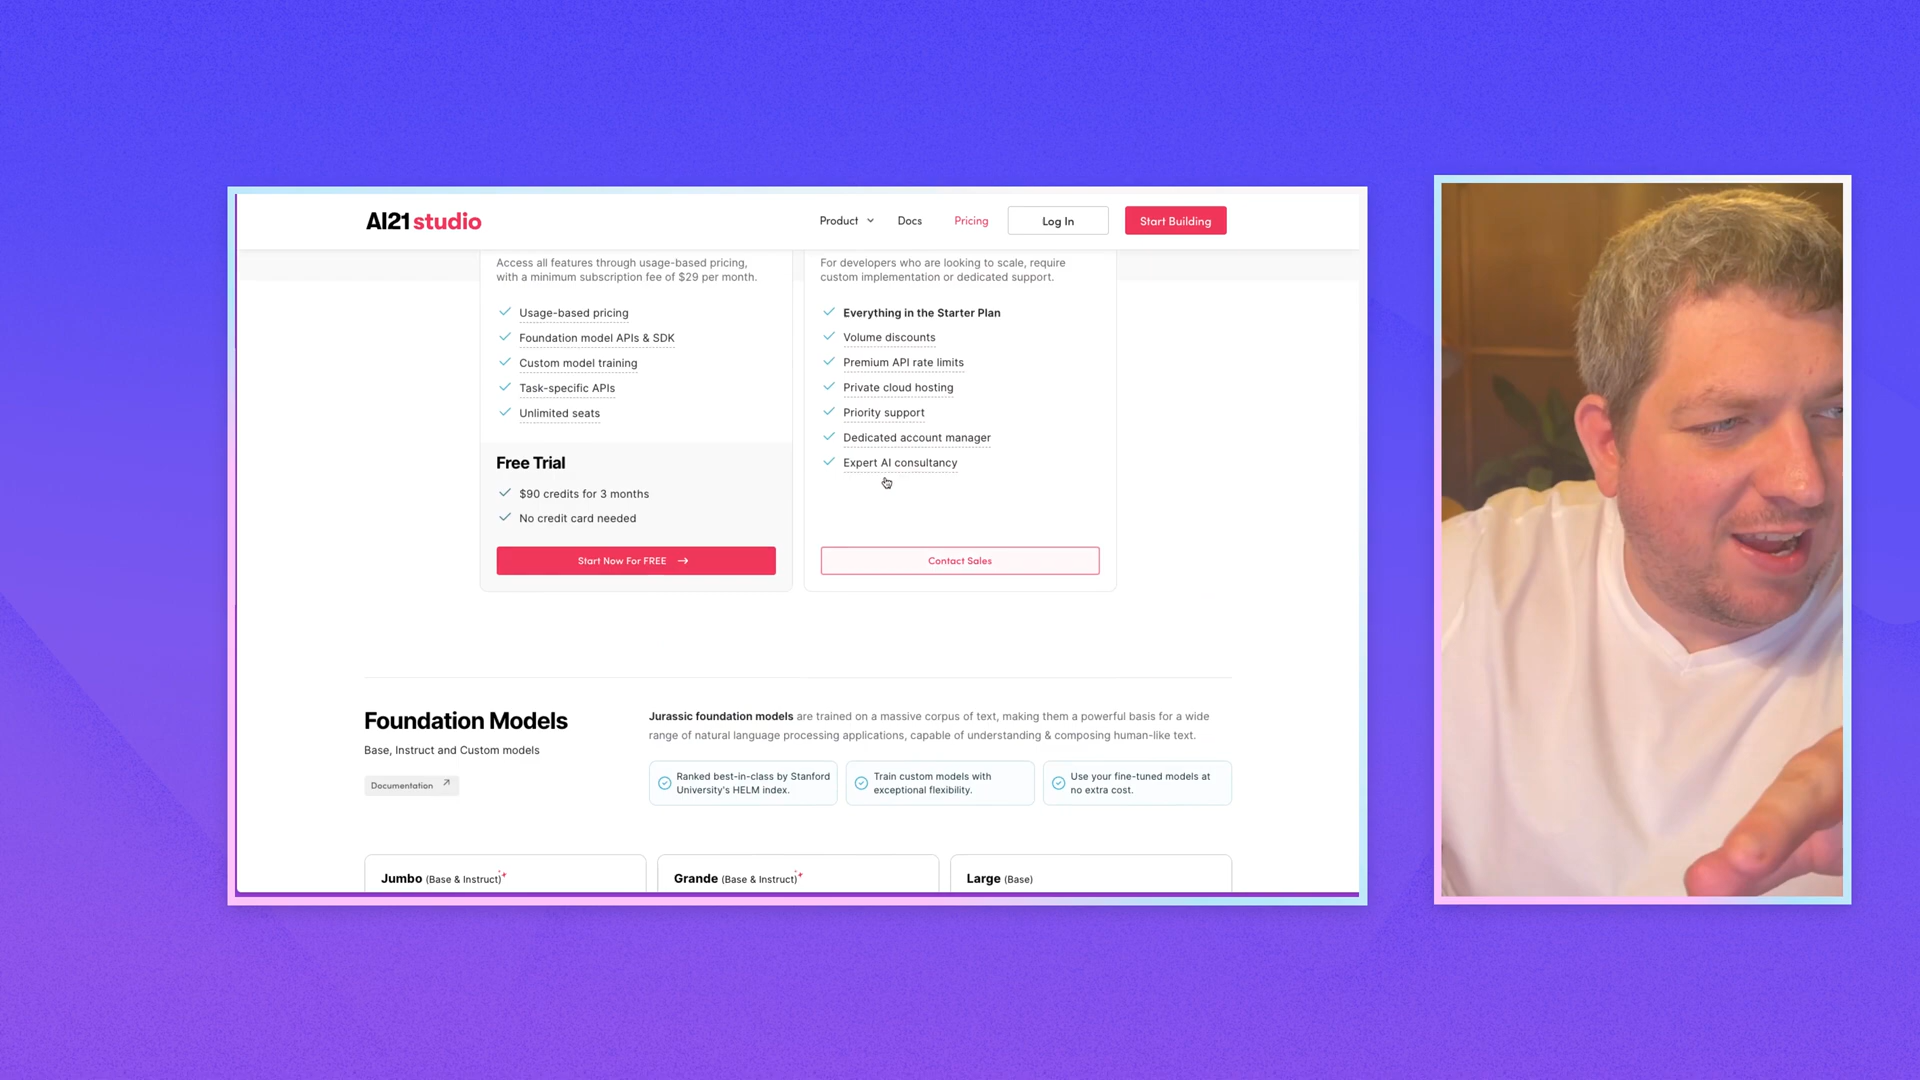 AI21 studio
Product
Docs
Pricing
Log In
Start Building
Access all features through usage-based pricing,
with a minimum subscription fee of $29 per month.
Usage-based pricing
Foundation model APIs & SDK
Custom model training
Task-specific APIs
Unlimited seats
Free Trial
$90 credits for 3 months
No credit card needed
Start Now For FREE →
For developers who are looking to scale, require
custom implementation or dedicated support.
Everything in the Starter Plan
Volume discounts
Premium API rate limits
Private cloud hosting
Priority support
Dedicated account manager
Expert AI consultancy
Contact Sales
Foundation Models
Base, Instruct and Custom models
Documentation
Jurassic foundation models are trained on a massive corpus of text, making them a powerful basis for a wide
range of natural language processing applications, capable of understanding & composing human-like text.
Ranked best-in-class by Stanford
University's HELM index.
Train custom models with
exceptional flexibility.
Use your fine-tuned models at
no extra cost.
Jumbo (Base & Instruct)
Grande (Base & Instruct)
Large (Base)